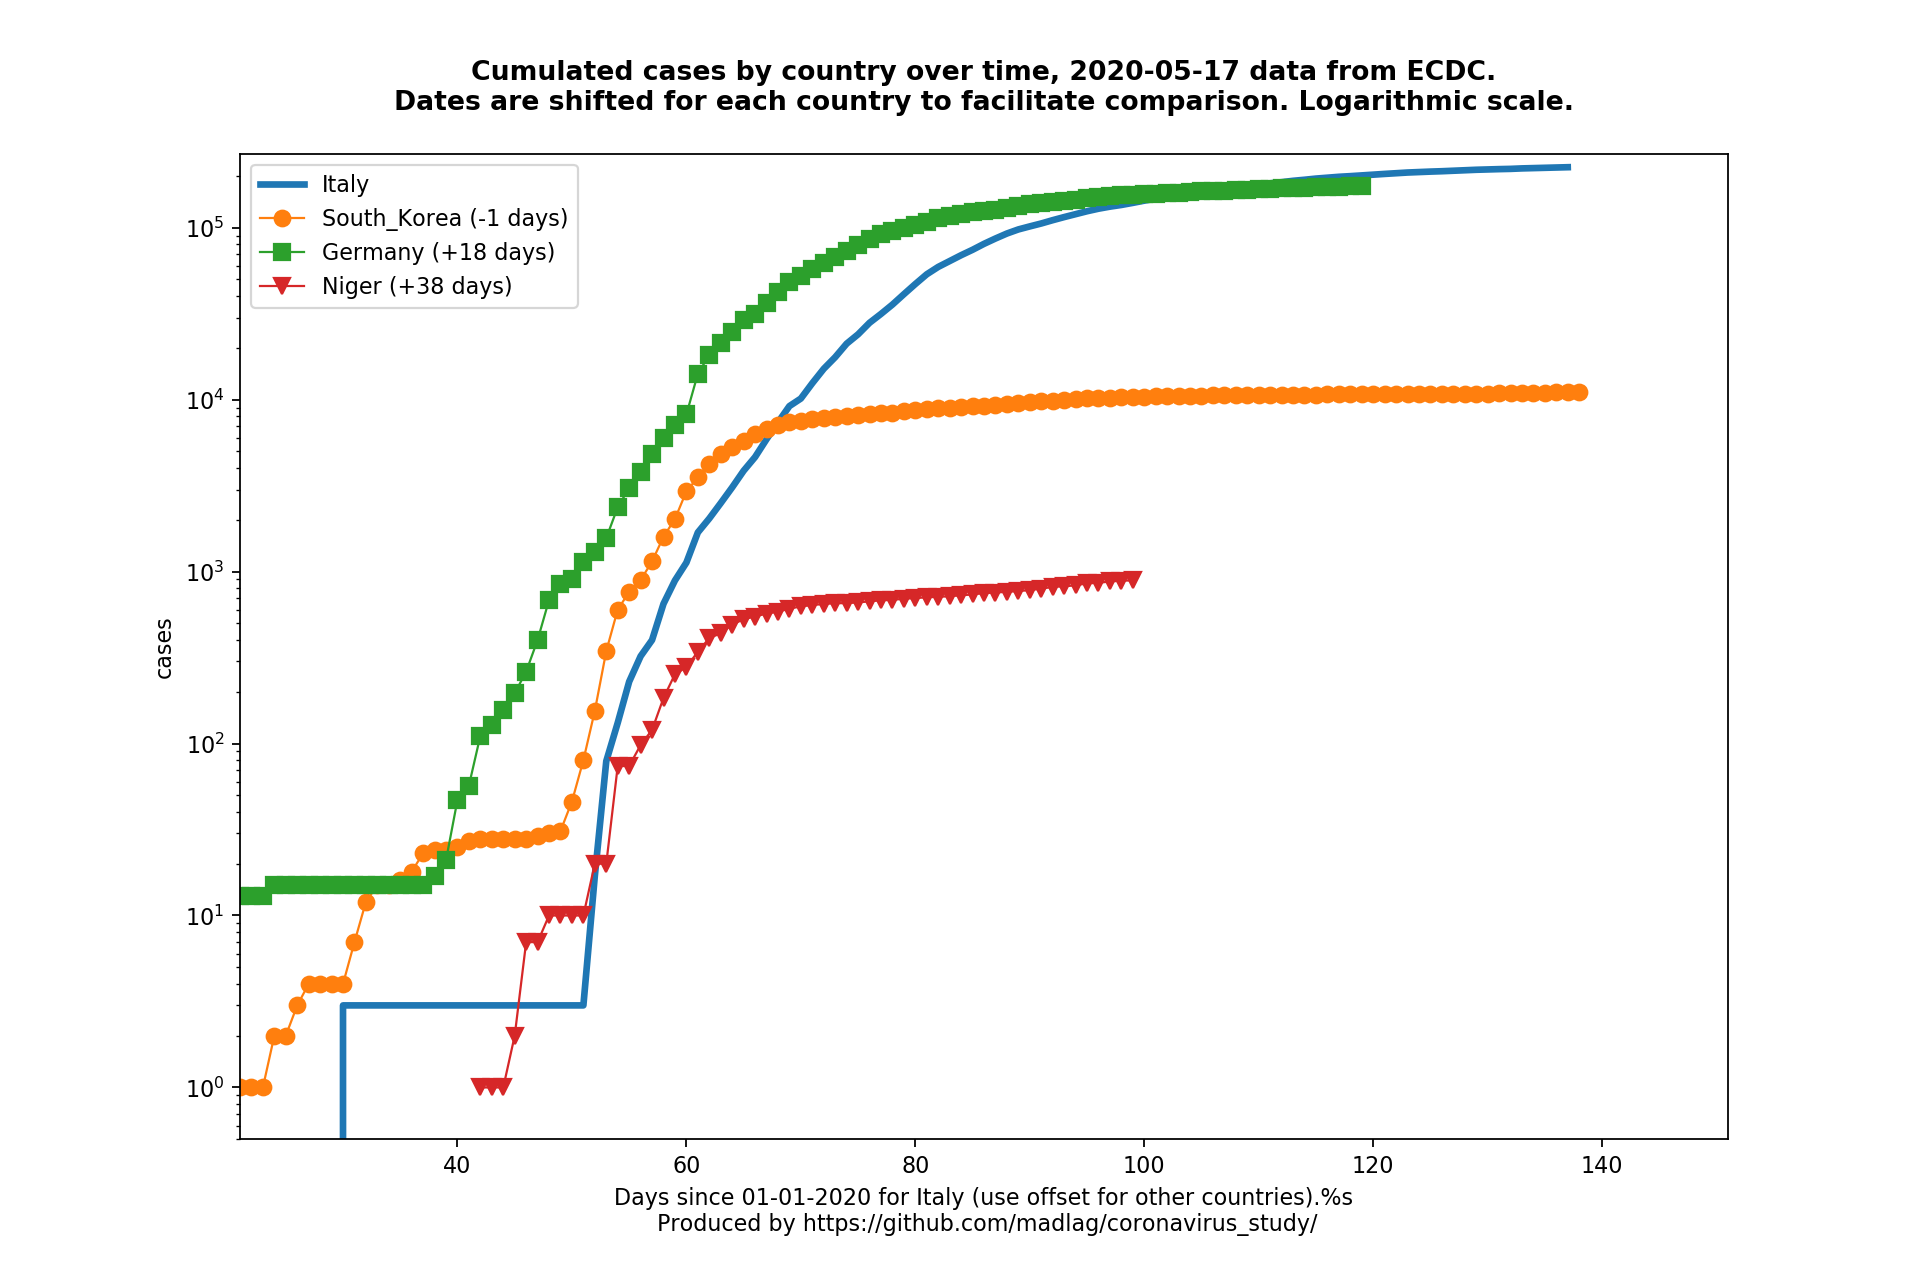 Cumulated cases by country over time, 2020-05-17 data from ECDC.
Dates are shifted for each country to facilitate comparison. Logarithmic scale.
Italy
South_Korea (-1 days)
Germany (+18 days)
Niger (+38 days)
10^5
10^4
10^3
10^2
10^1
10^0
cases
40 60 80 100 120 140
Days since 01-01-2020 for Italy (use offset for other countries).%s
Produced by https://github.com/madlag/coronavirus_study/